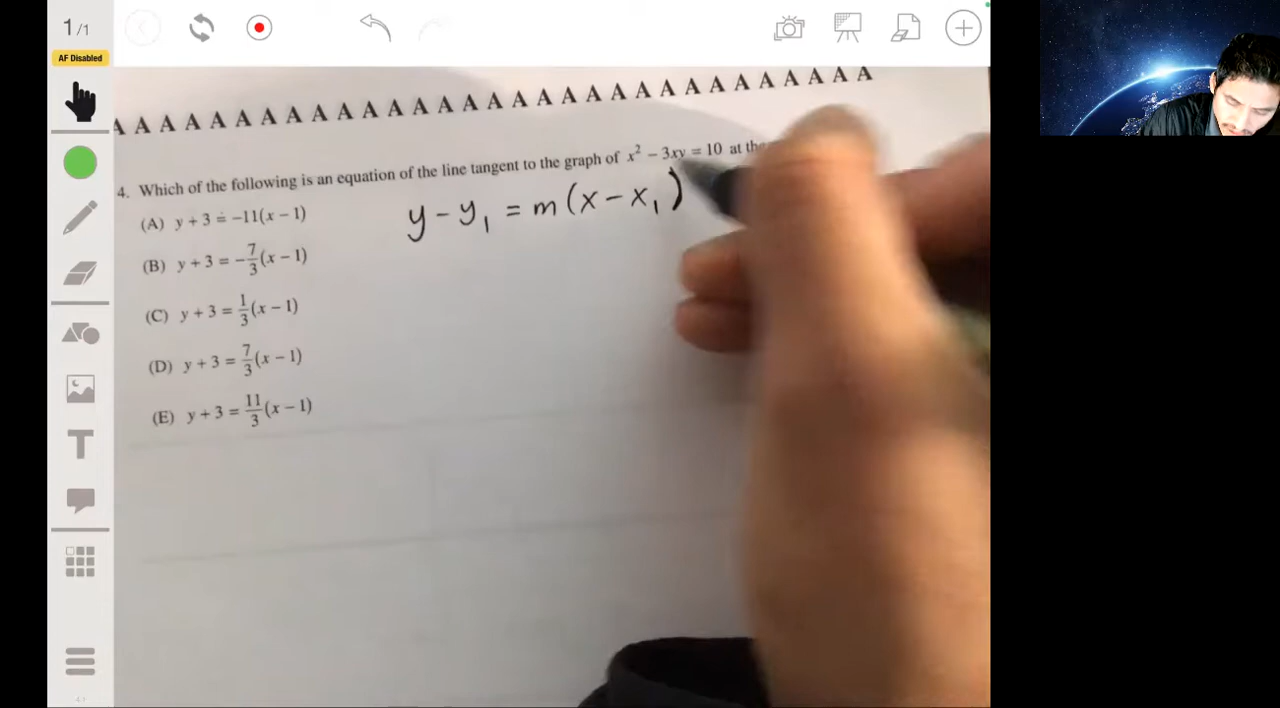 1/1
AF Disabled
A A A A A A A A A A A A A A A A A A A A A A A A A A A A A A A
4. Which of the following is an equation of the line tangent to the graph of x² − 3xy = 10 at the
(A) y + 3 = −11(x − 1)
y − y₁ = m(x − x₁)
(B) y + 3 = −7/3(x − 1)
(C) y + 3 = 1/3(x − 1)
(D) y + 3 = 7/3(x − 1)
(E) y + 3 = 11/3(x − 1)
T